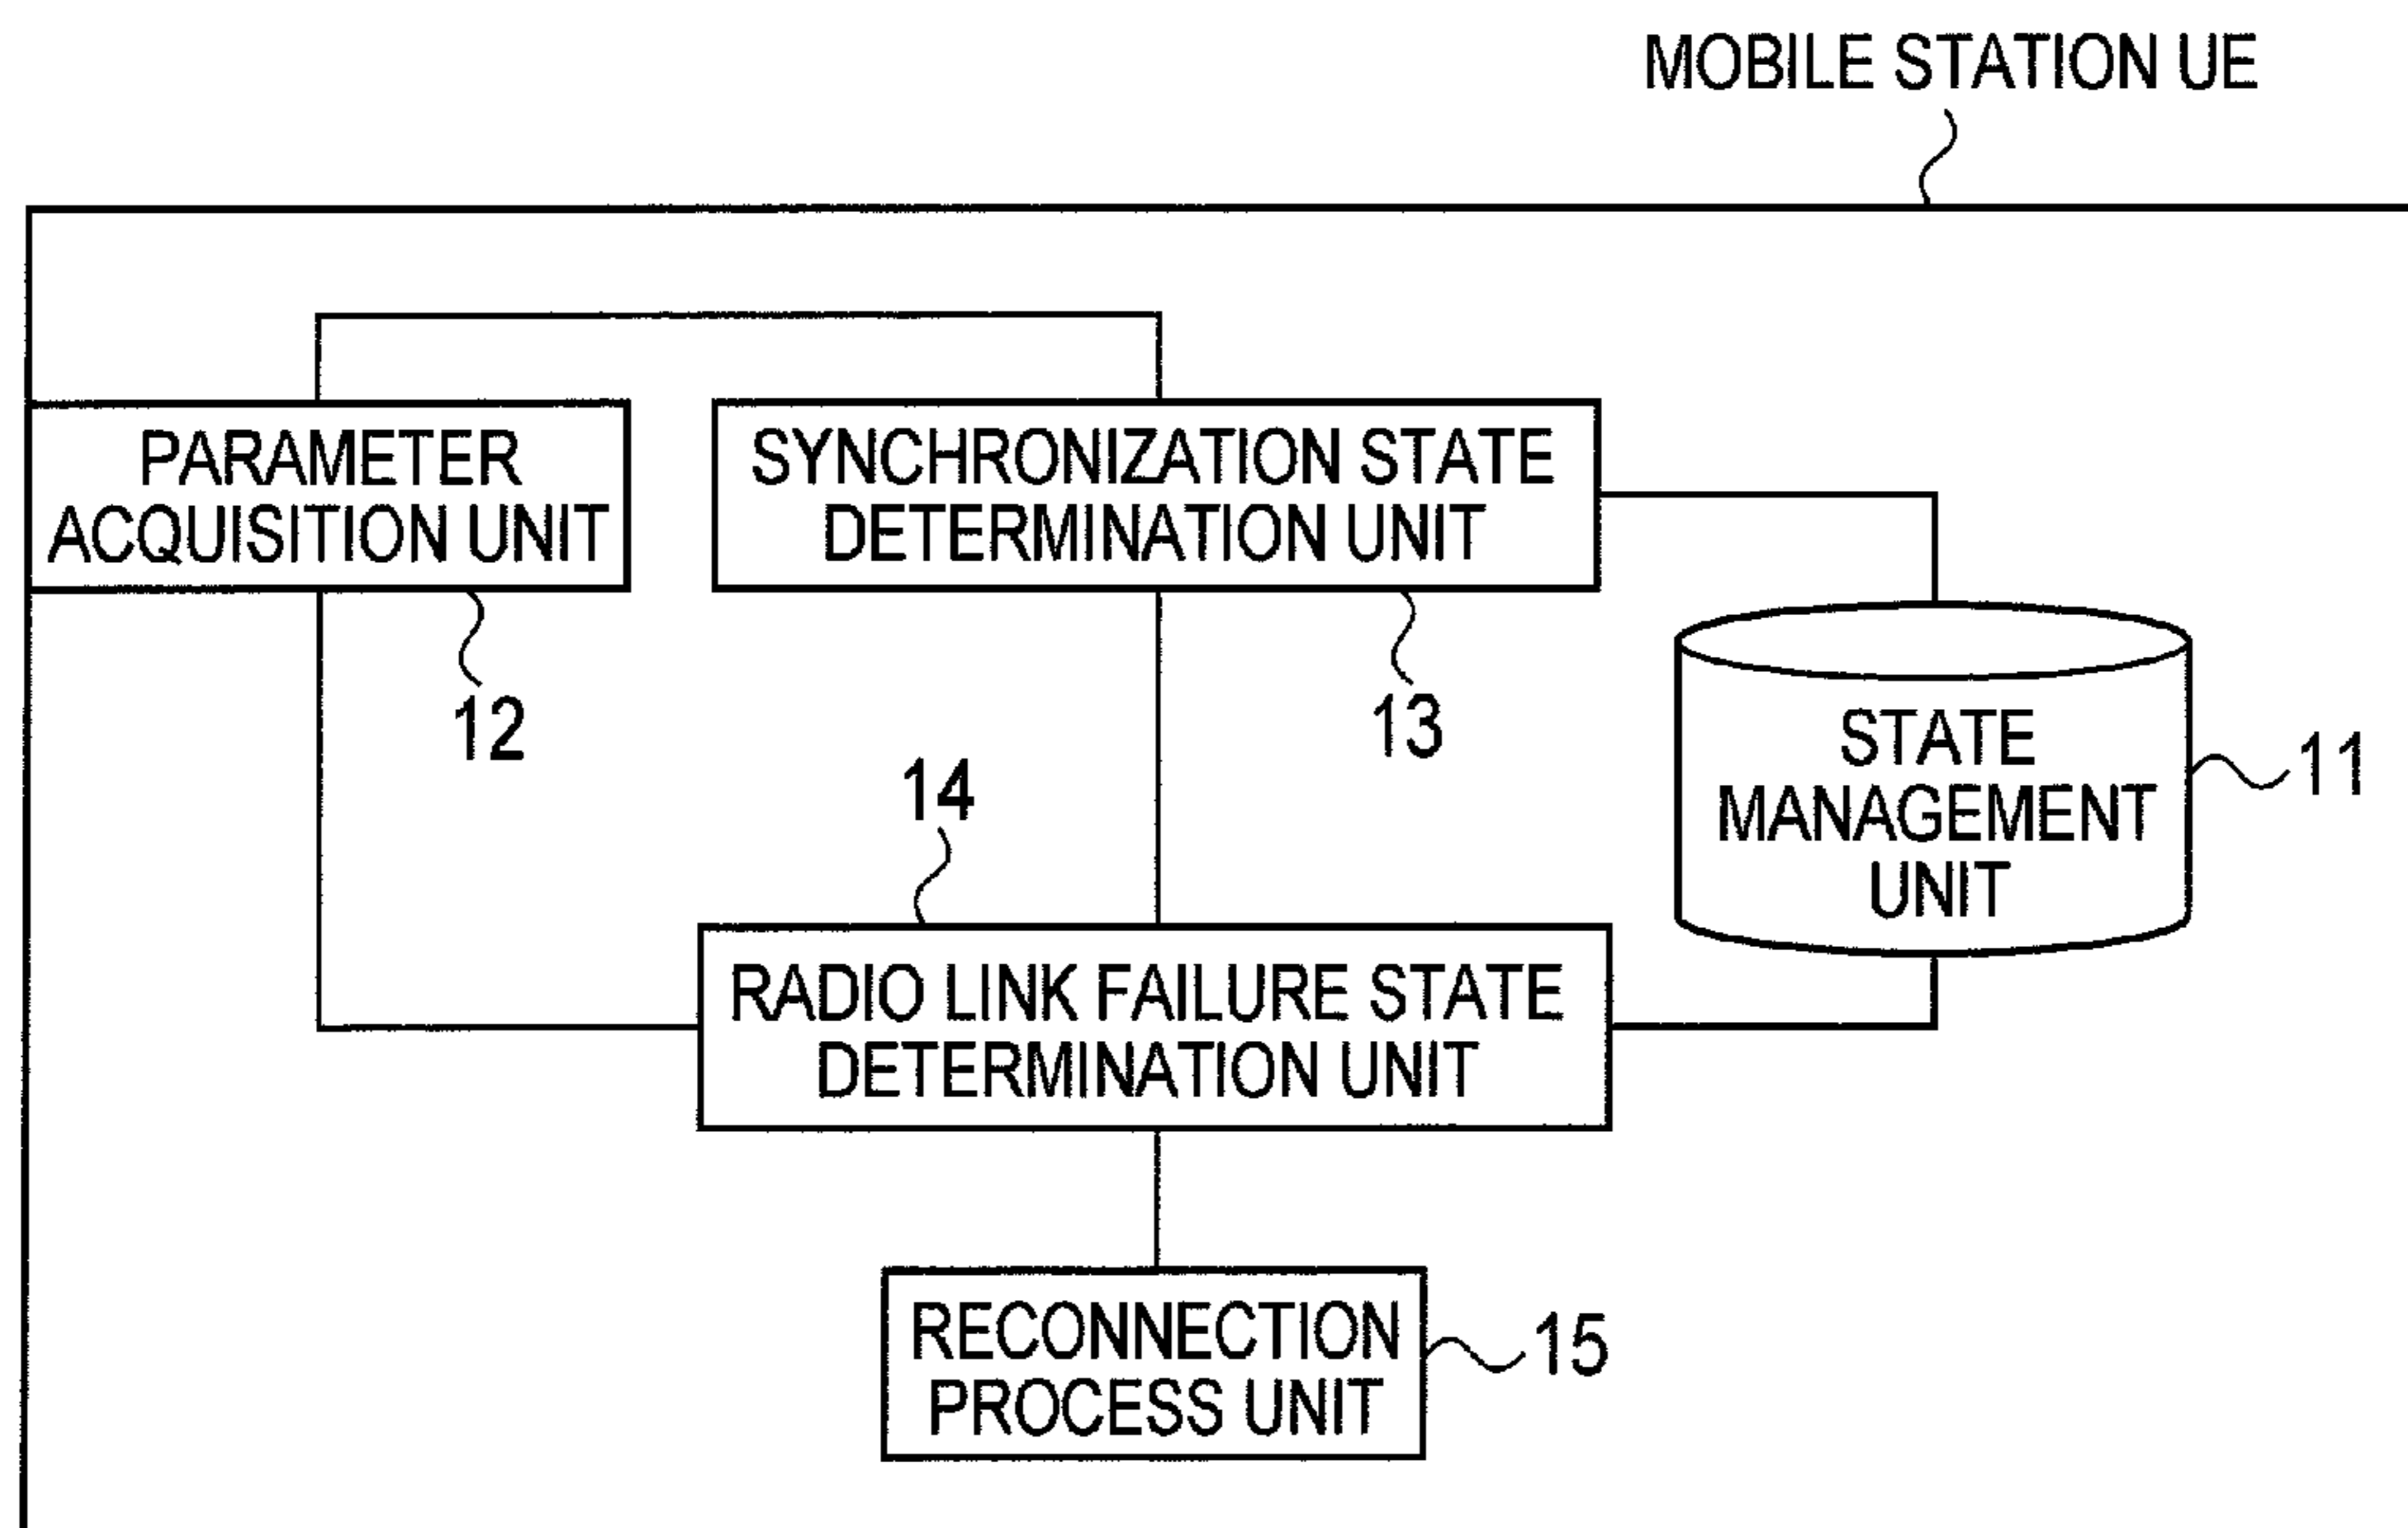 MOBILE STATION UE
PARAMETER
ACQUISITION UNIT
12
SYNCHRONIZATION STATE
DETERMINATION UNIT
13
STATE
MANAGEMENT
UNIT
11
14
RADIO LINK FAILURE STATE
DETERMINATION UNIT
RECONNECTION
PROCESS UNIT
15